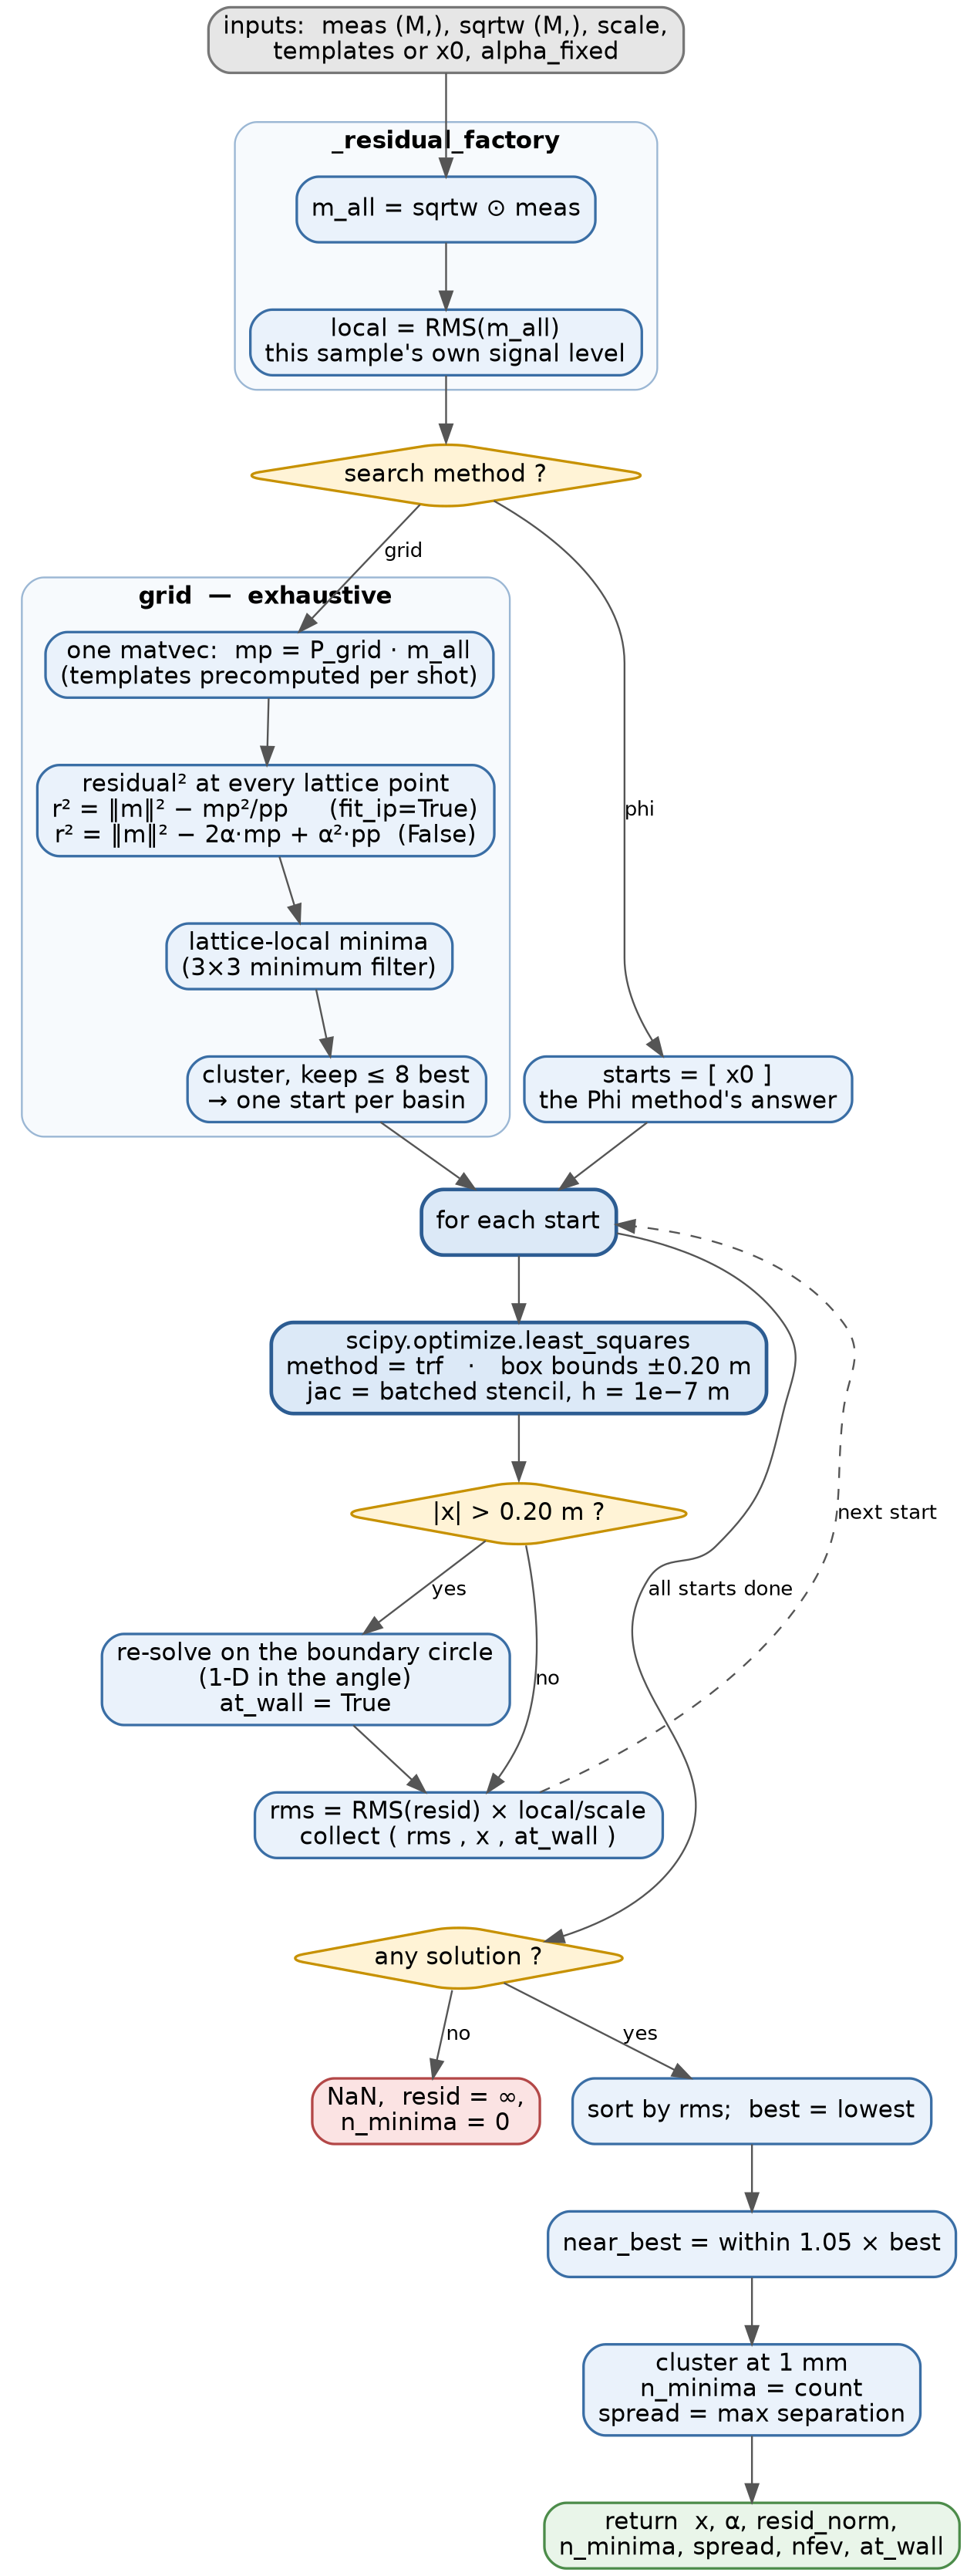 inputs:  meas (M,), sqrtw (M,), scale,
templates or x0, alpha_fixed
_residual_factory
m_all = sqrtw ⊙ meas
local = RMS(m_all)
this sample's own signal level
search method ?
grid
phi
grid  —  exhaustive
one matvec:  mp = P_grid · m_all
(templates precomputed per shot)
residual² at every lattice point
r² = ‖m‖² − mp²/pp     (fit_ip=True)
r² = ‖m‖² − 2α·mp + α²·pp  (False)
lattice-local minima
(3×3 minimum filter)
cluster, keep ≤ 8 best
→ one start per basin
starts = [ x0 ]
the Phi method's answer
for each start
scipy.optimize.least_squares
method = trf   ·   box bounds ±0.20 m
jac = batched stencil, h = 1e−7 m
|x| > 0.20 m ?
next start
yes
all starts done
re-solve on the boundary circle
(1-D in the angle)
at_wall = True
no
rms = RMS(resid) × local/scale
collect ( rms , x , at_wall )
any solution ?
no
yes
NaN,  resid = ∞,
n_minima = 0
sort by rms;  best = lowest
near_best = within 1.05 × best
cluster at 1 mm
n_minima = count
spread = max separation
return  x, α, resid_norm,
n_minima, spread, nfev, at_wall